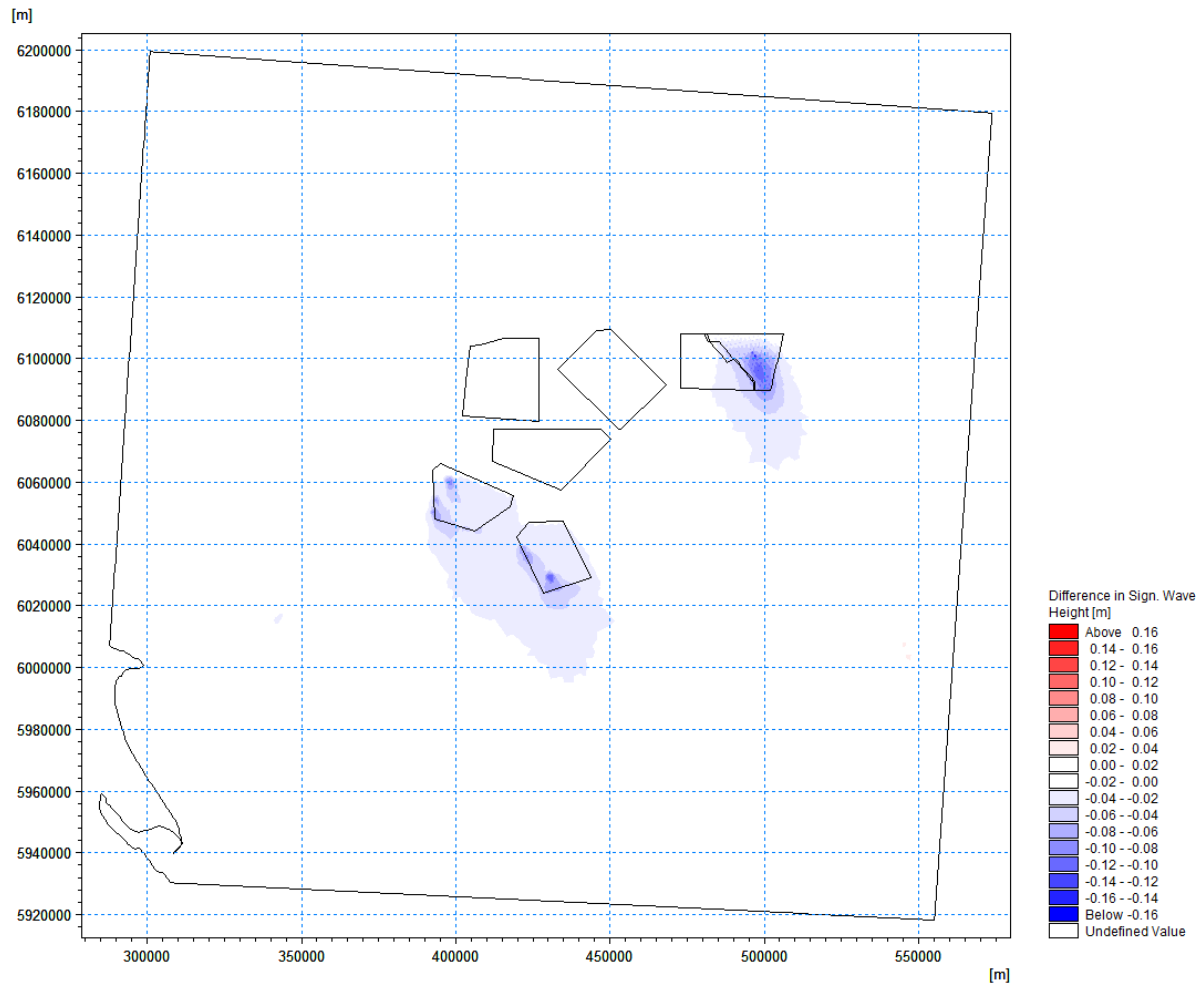 [m]
6200000
6180000
6160000
6140000
6120000
6100000
6080000
6060000
6040000
6020000
6000000
5980000
5960000
5940000
5920000
300000 350000 400000 450000 500000 550000
[m]
Difference in Sign. Wave
Height [m]
Above 0.16
0.14 - 0.16
0.12 - 0.14
0.10 - 0.12
0.08 - 0.10
0.06 - 0.08
0.04 - 0.06
0.02 - 0.04
0.00 - 0.02
-0.02 - 0.00
-0.04 - -0.02
-0.06 - -0.04
-0.08 - -0.06
-0.10 - -0.08
-0.12 - -0.10
-0.14 - -0.12
-0.16 - -0.14
Below -0.16
Undefined Value